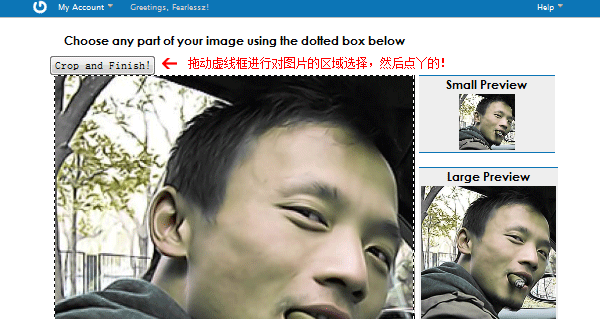 My Account Greetings, Fearlessz! Help
Choose any part of your image using the dotted box below
Crop and Finish! 拖动虚线框进行对图片的区域选择，然后点丫的!
Small Preview
Large Preview